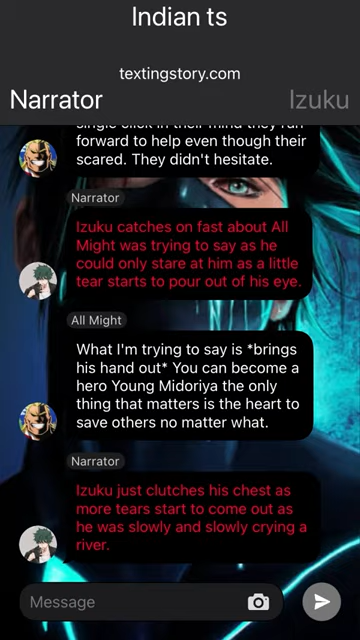 Indian ts
textingstory.com
Narrator Izuku
forward to help even though their
scared. They didn't hesitate.
Narrator
Izuku catches on fast about All
Might was trying to say as he
could only stare at him as a little
tear starts to pour out of his eye.
All Might
What I'm trying to say is *brings
his hand out* You can become a
hero Young Midoriya the only
thing that matters is the heart to
save others no matter what.
Narrator
Izuku just clutches his chest as
more tears start to come out as
he was slowly and slowly crying a
river.
Message